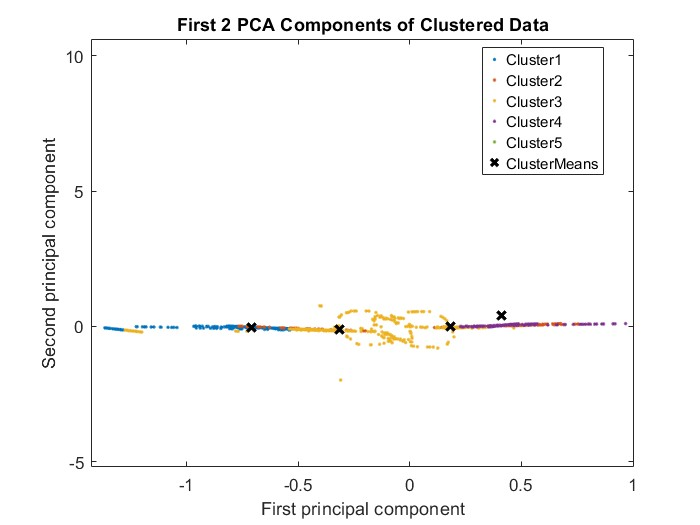 First 2 PCA Components of Clustered Data
10
Cluster1
Cluster2
Cluster3
Cluster4
Cluster5
ClusterMeans
5
0
-5
Second principal component
-1
-0.5
0
0.5
1
First principal component